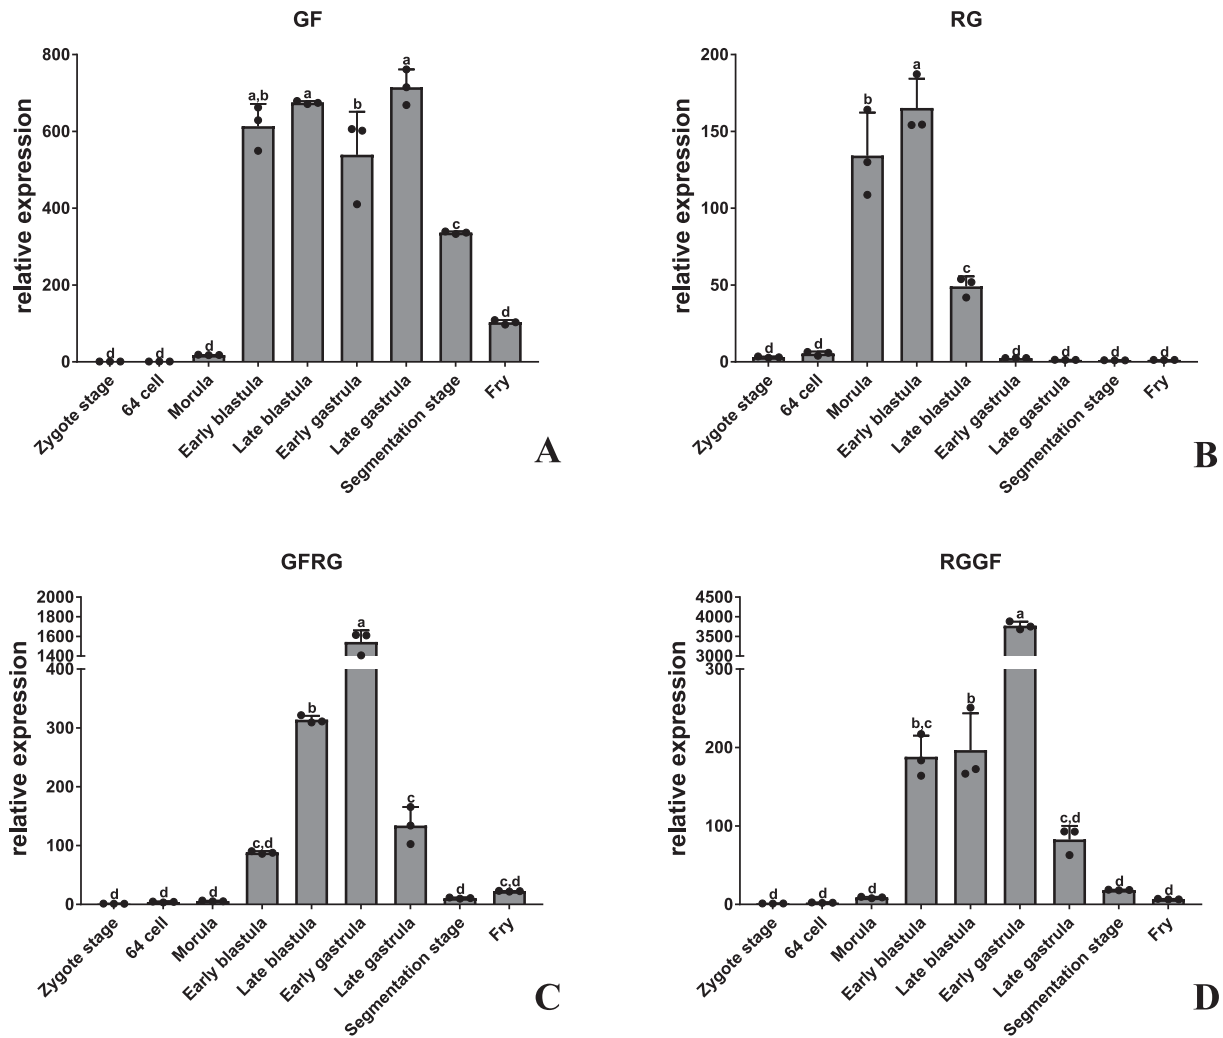 GF
relative expression
800
600
400
200
0
d
d
d
a,b
a
b
a
c
d
Zygote stage
64 cell
Morula
Early blastula
Late blastula
Early gastrula
Late gastrula
Segmentation stage
Fry
A
RG
relative expression
200
150
100
50
0
d
d
b
a
c
d
d
d
d
Zygote stage
64 cell
Morula
Early blastula
Late blastula
Early gastrula
Late gastrula
Segmentation stage
Fry
B
GFRG
relative expression
2000
1800
1600
1400
400
300
200
100
0
d
d
d
c,d
b
a
c
d
c,d
Zygote stage
64 cell
Morula
Early blastula
Late blastula
Early gastrula
Late gastrula
Segmentation stage
Fry
C
RGGF
relative expression
4500
4000
3500
3000
300
200
100
0
d
d
d
b,c
b
a
c,d
d
d
Zygote stage
64 cell
Morula
Early blastula
Late blastula
Early gastrula
Late gastrula
Segmentation stage
Fry
D